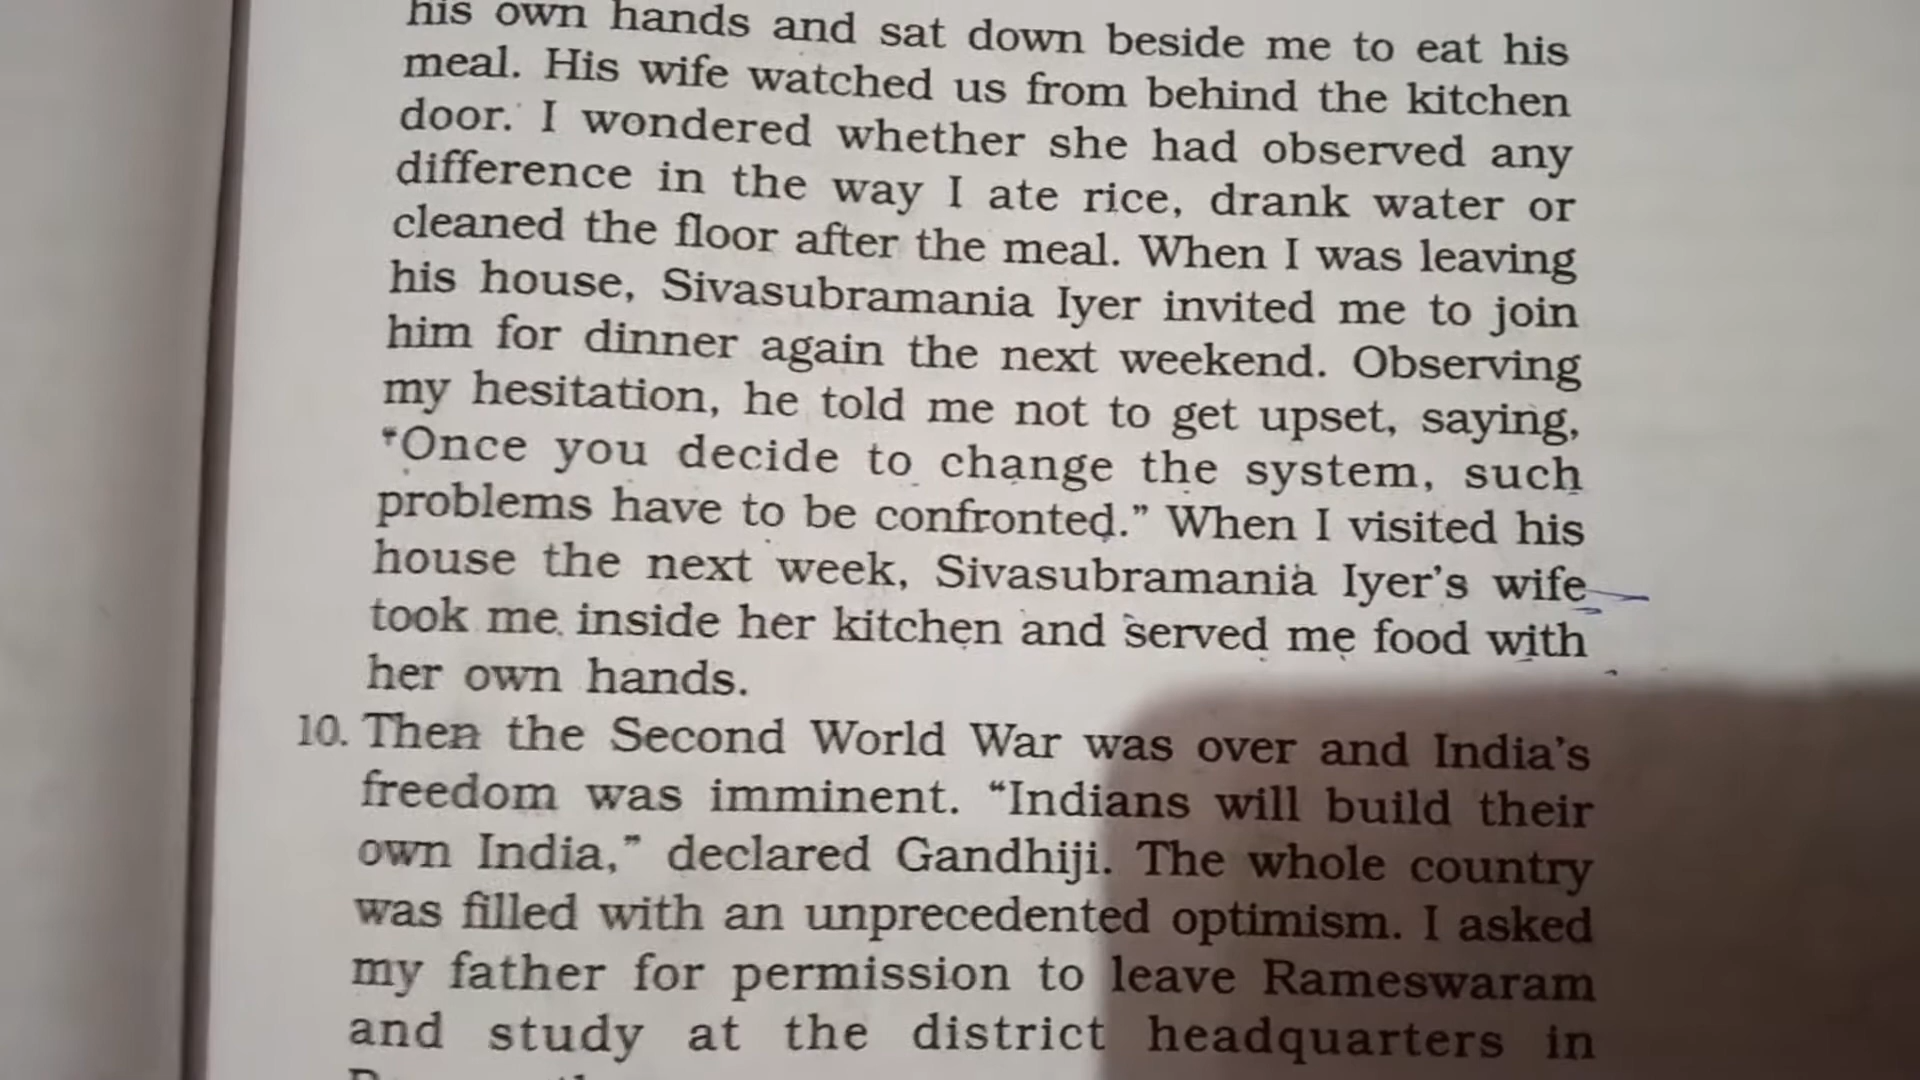 his own hands and sat down beside me to eat his
meal. His wife watched us from behind the kitchen
door. I wondered whether she had observed any
difference in the way I ate rice, drank water or
cleaned the floor after the meal. When I was leaving
his house, Sivasubramania Iyer invited me to join
him for dinner again the next weekend. Observing
my hesitation, he told me not to get upset, saying,
“Once you decide to change the system, such
problems have to be confronted.” When I visited his
house the next week, Sivasubramania Iyer’s wife
took me inside her kitchen and served me food with
her own hands.
10. Then the Second World War was over and India’s
freedom was imminent. “Indians will build their
own India,” declared Gandhiji. The whole country
was filled with an unprecedented optimism. I asked
my father for permission to leave Rameswaram
and study at the district headquarters in